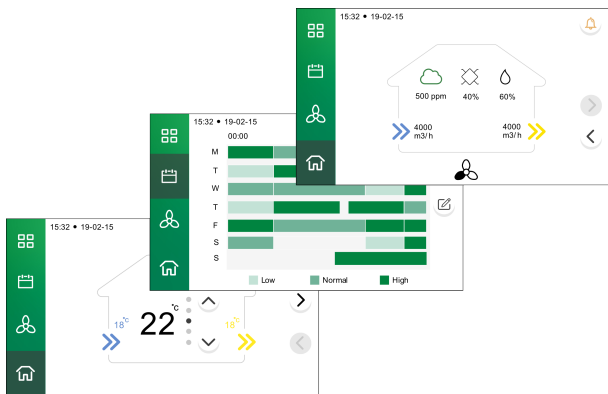 15:32 • 19-02-15
500 ppm 40% 60%
4000 m3/h
4000 m3/h
15:32 • 19-02-15
00:00
M
T
W
T
F
S
S
Low Normal High
15:32 • 19-02-15
18°c 22°c 18°c